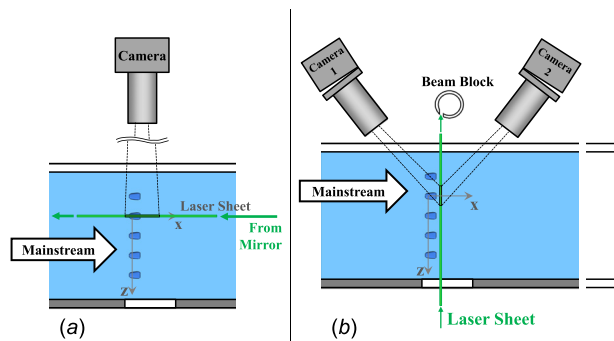 Camera
Laser Sheet
x
From
Mirror
Mainstream
z
(a)
Camera
1
Camera
2
Beam Block
Mainstream
x
z
Laser Sheet
(b)